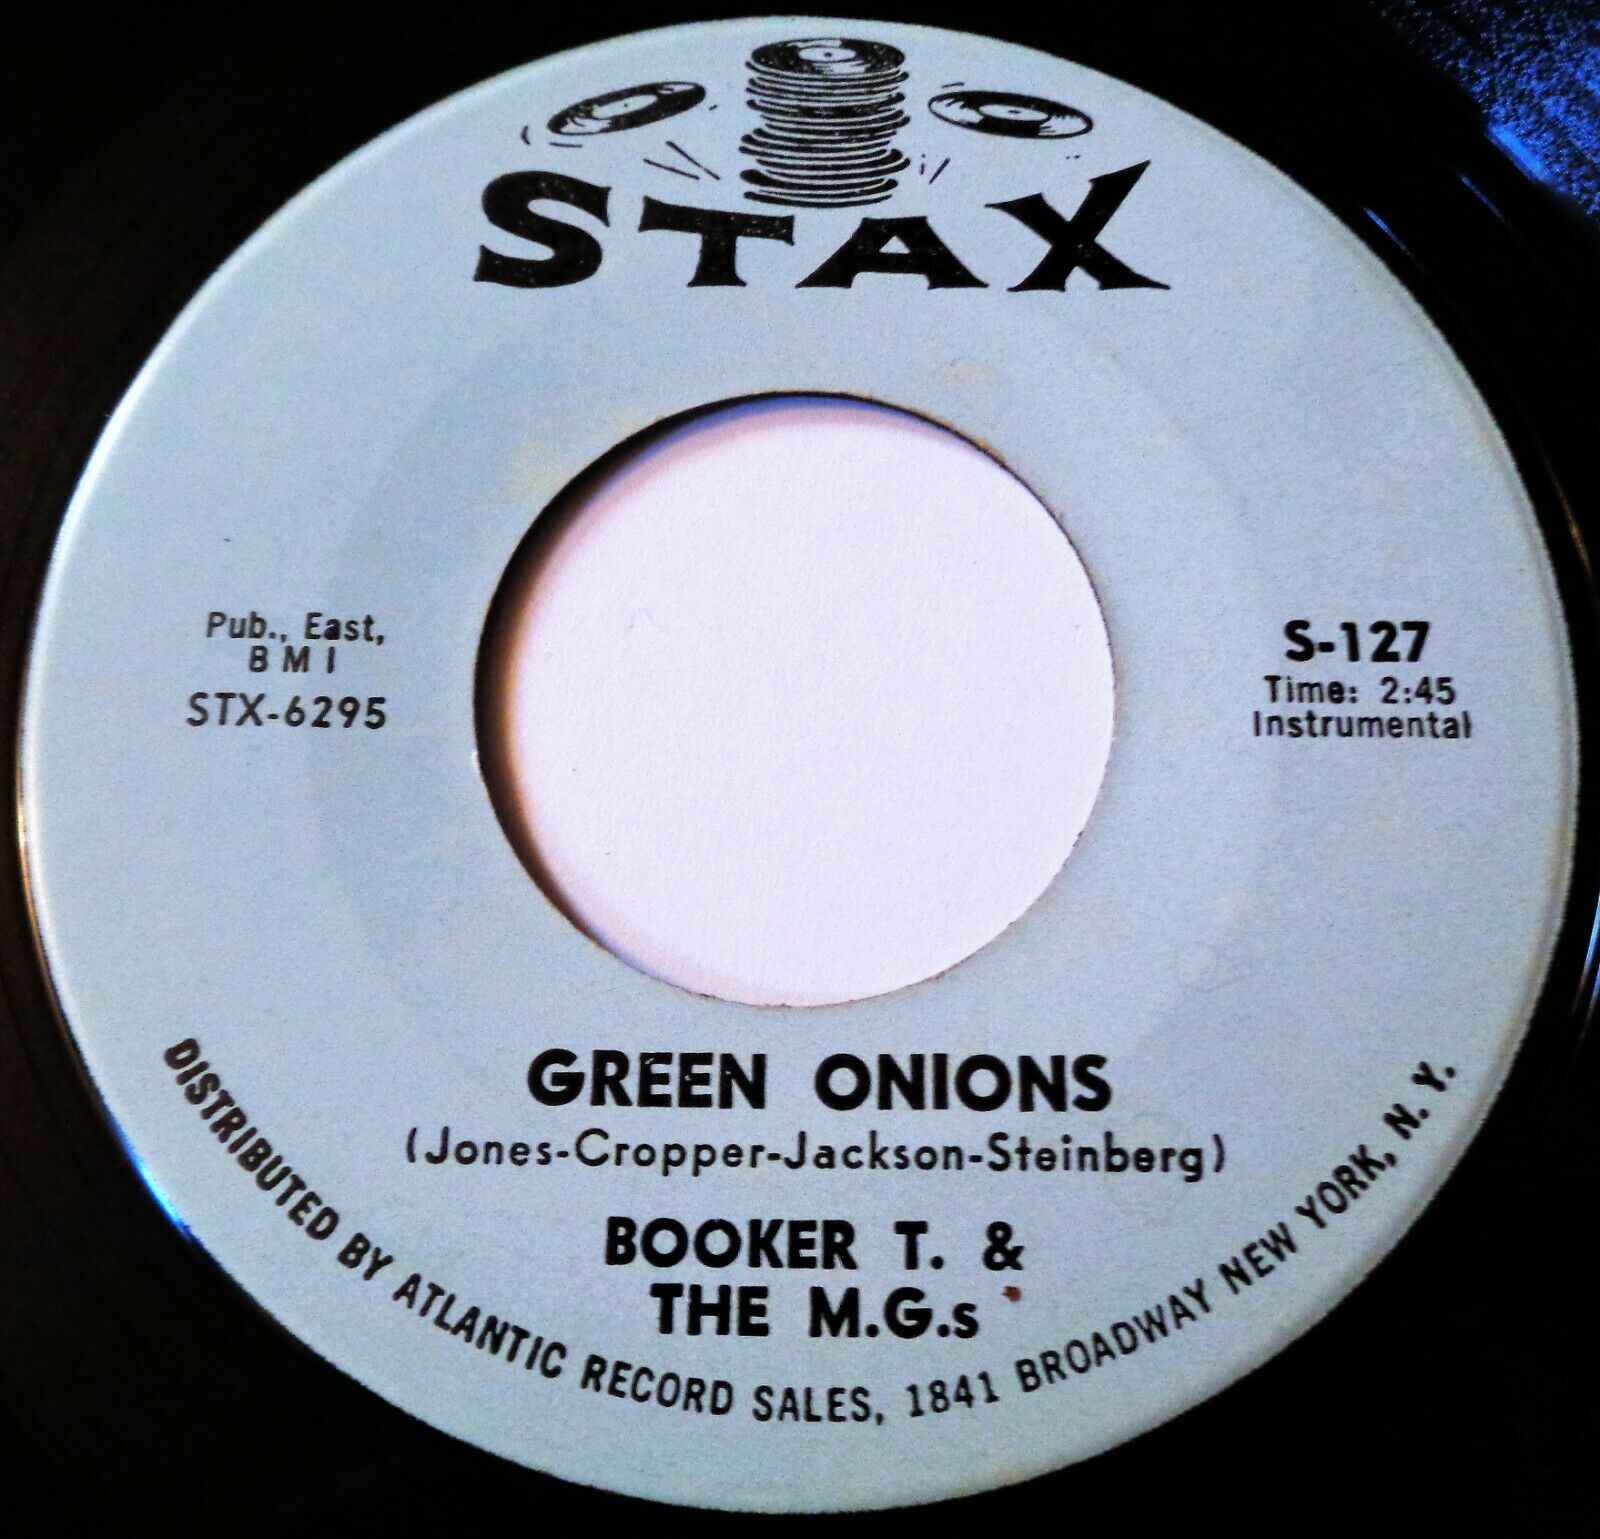 STAX
Pub., East,
BMI
STX-6295
S-127
Time: 2:45
Instrumental
GREEN ONIONS
(Jones-Cropper-Jackson-Steinberg)
BOOKER T. &
THE M.G.s
DISTRIBUTED BY ATLANTIC RECORD SALES, 1841 BROADWAY NEW YORK, N. Y.